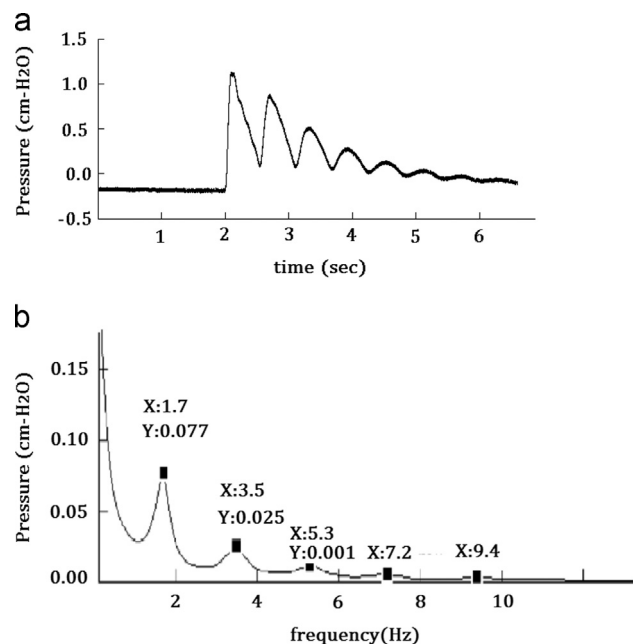 a
Pressure (cm-H2O)
1.5
1.0
0.5
0.0
-0.5
1 2 3 4 5 6
time (sec)
b
Pressure (cm-H2O)
0.15
0.10
0.05
0.00
X:1.7
Y:0.077
X:3.5
Y:0.025
X:5.3
Y:0.001
X:7.2
X:9.4
2 4 6 8 10
frequency(Hz)